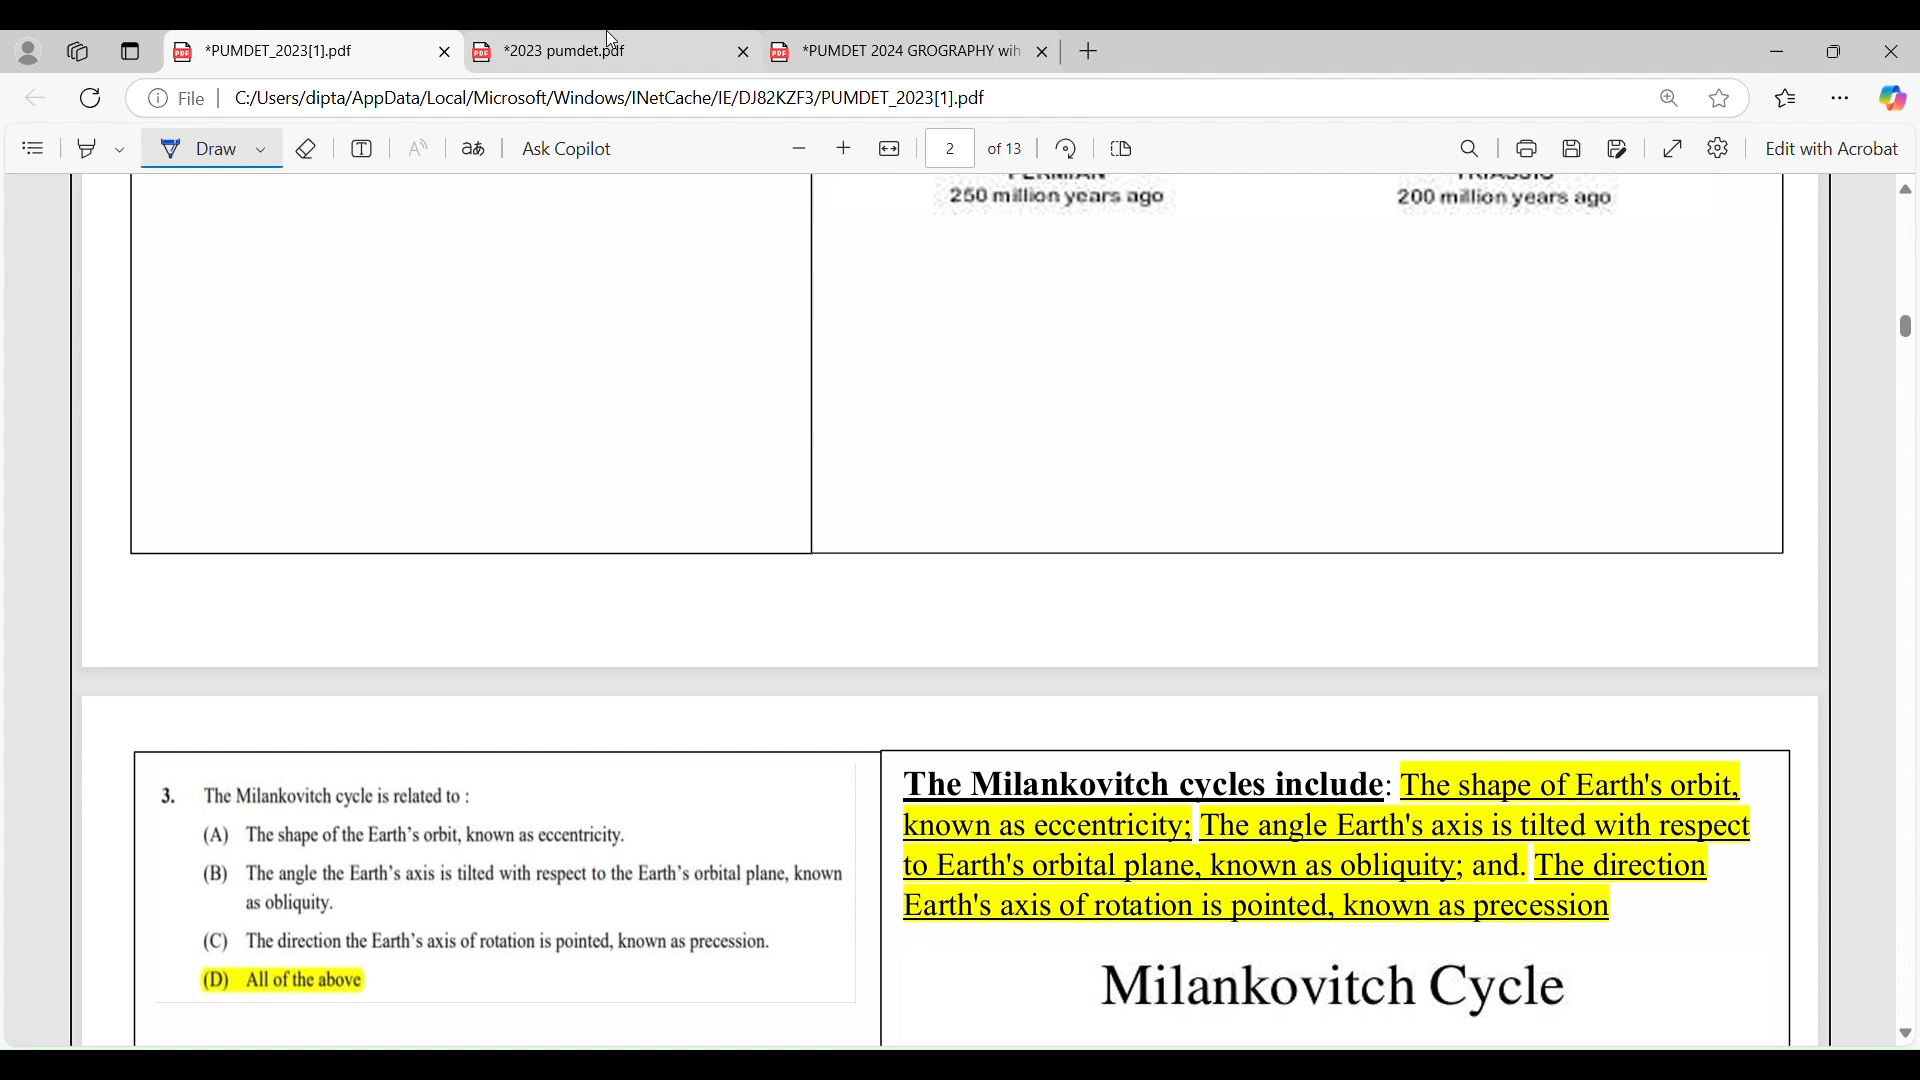 *PUMDET_2023[1].pdf
*2023 pumdet.pdf
*PUMDET 2024 GROGRAPHY wih
File
C:/Users/dipta/AppData/Local/Microsoft/Windows/INetCache/IE/DJ82KZF3/PUMDET_2023[1].pdf
Draw
aあ
Ask Copilot
2 of 13
Edit with Acrobat
250 million years ago
200 million years ago
3. The Milankovitch cycle is related to :
(A) The shape of the Earth's orbit, known as eccentricity.
(B) The angle the Earth's axis is tilted with respect to the Earth's orbital plane, known
as obliquity.
(C) The direction the Earth's axis of rotation is pointed, known as precession.
(D) All of the above
The Milankovitch cycles include: The shape of Earth's orbit,
known as eccentricity; The angle Earth's axis is tilted with respect
to Earth's orbital plane, known as obliquity; and. The direction
Earth's axis of rotation is pointed, known as precession
Milankovitch Cycle